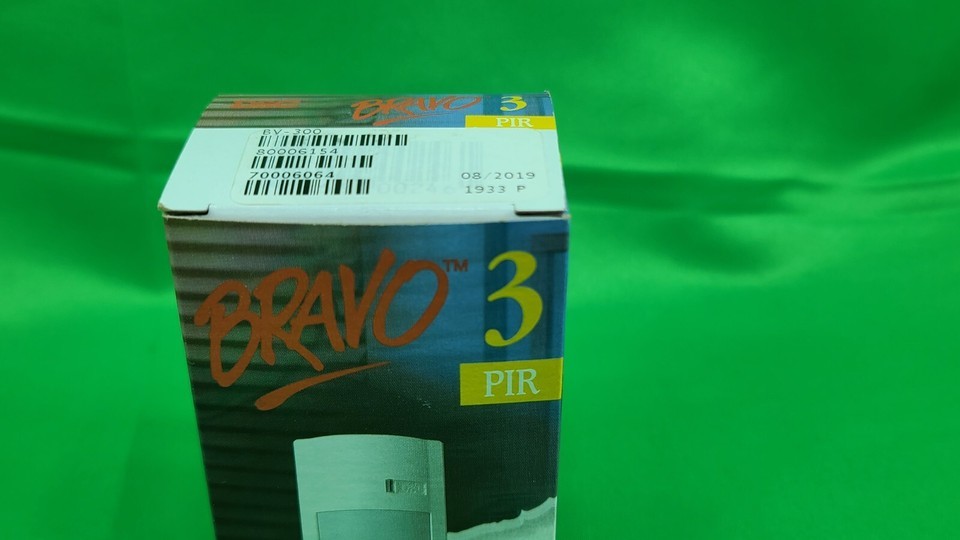 BRAVO 3
PIR
BV-300
80006154
70006064
08/2019
1933 P
BRAVO™ 3
PIR